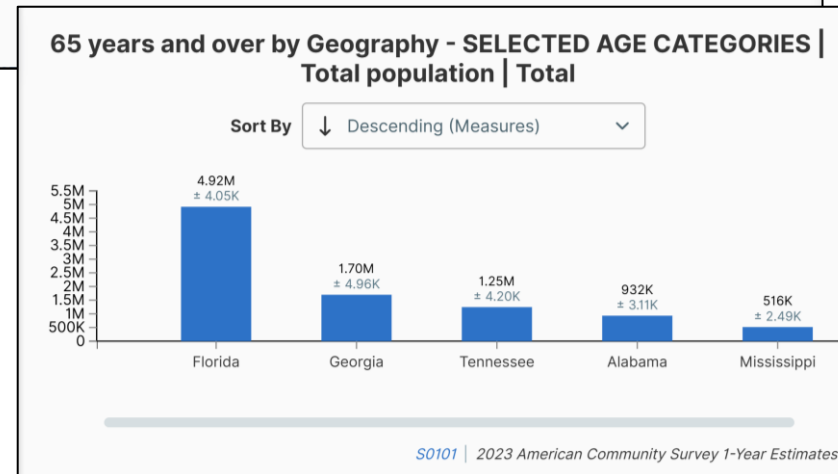 65 years and over by Geography - SELECTED AGE CATEGORIES |
Total population | Total
Sort By ↓ Descending (Measures)
5.5M
5M
4.5M
4M
3.5M
3M
2.5M
2M
1.5M
1M
500K
0
4.92M
± 4.05K
1.70M
± 4.96K
1.25M
± 4.20K
932K
± 3.11K
516K
± 2.49K
Florida Georgia Tennessee Alabama Mississippi
S0101 | 2023 American Community Survey 1-Year Estimates